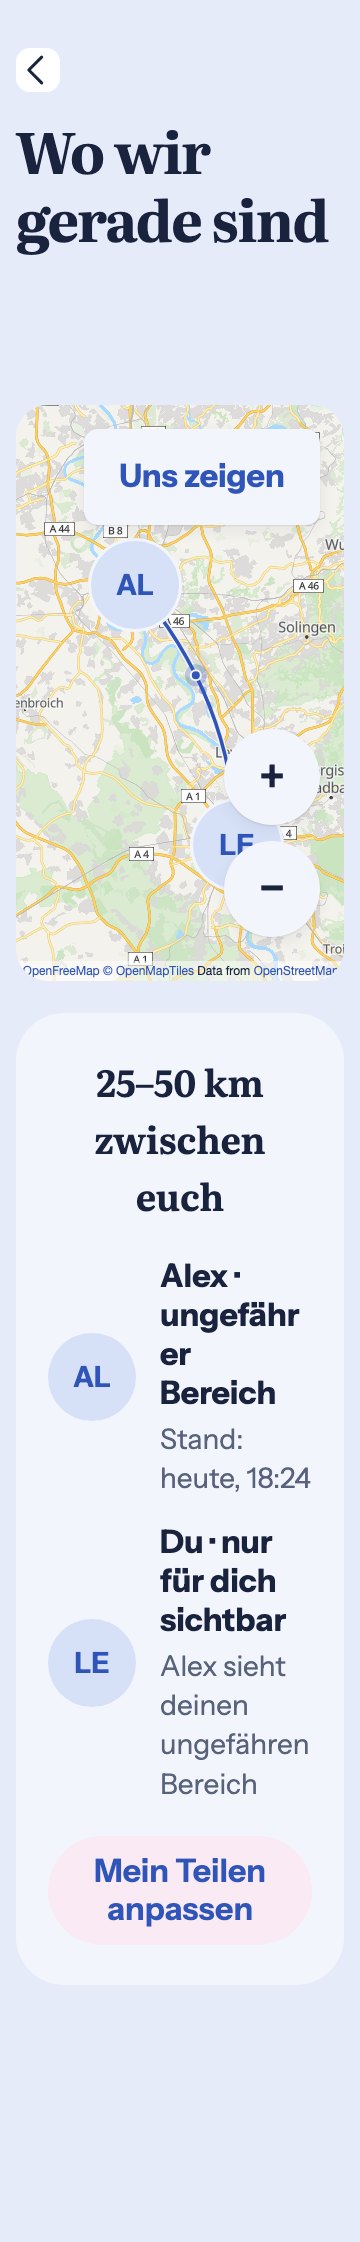 Wo wir
gerade sind
Uns zeigen
A 44
B 8
Wu
AL
A 46
A 46
Solingen
enbroich
A 1
+
LE
4
A 4
−
A 1
Troi
OpenFreeMap © OpenMapTiles Data from OpenStreetMap
25–50 km
zwischen
euch
AL
Alex ·
ungefähr
er
Bereich
Stand:
heute, 18:24
LE
Du · nur
für dich
sichtbar
Alex sieht
deinen
ungefähren
Bereich
Mein Teilen
anpassen